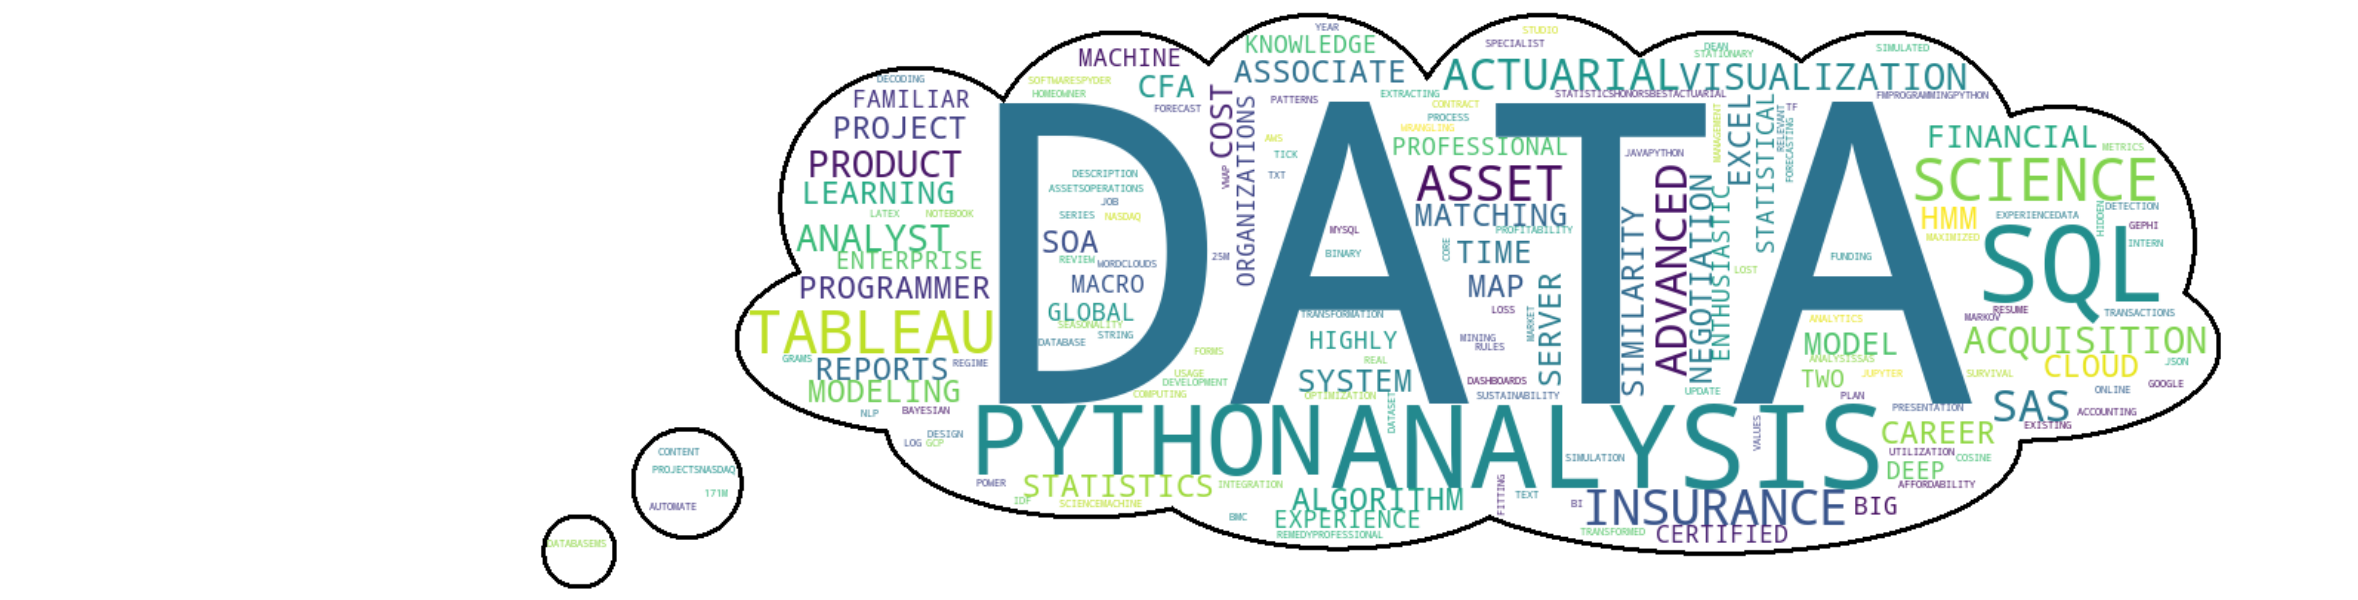 YEAR
STUDIO
KNOWLEDGE
SPECIALIST
DEAN
STATIONARY
SIMULATED
MACHINE
ASSOCIATE
ACTUARIAL
VISUALIZATION
DECODING
SOFTWARESPYDER
CFA
HOMEOWNER
FAMILIAR
FORECAST
COST
PATTERNS
EXTRACTING
CONTRACT
STATISTICSHONORSBESTACTUARIAL
FMPROGRAMMINGPYTHON
TF
RELEVANT
DATA
PROJECT
ORGANIZATIONS
AWS
PROCESS
WRANGLING
MANAGEMENT
EXCEL
STATISTICAL
FORECASTING
FINANCIAL
METRICS
PRODUCT
TICK
PROFESSIONAL
JAVAPYTHON
LEARNING
DESCRIPTION
ASSETSOPERATIONS
VWAP
TXT
ASSET
ADVANCED
NEGOTIATION
ENTHUSIASTIC
SCIENCE
LATEX
NOTEBOOK
JOB
SERIES
NASDAQ
MATCHING
SIMILARITY
HMM
EXPERIENCEDATA
HIDDEN
DETECTION
ANALYST
SOA
MYSQL
PROFITABILITY
MAXIMIZED
GEPHI
ENTERPRISE
REVIEW
WORDCLOUDS
25M
BINARY
CORE
TIME
LOST
FUNDING
SQL
INTERN
PROGRAMMER
MACRO
MAP
SERVER
GLOBAL
TRANSFORMATION
LOSS
MARKET
ANALYTICS
MARKOV
RESUME
TRANSACTIONS
TABLEAU
SEASONALITY
STRING
DATABASE
HIGHLY
MINING
RULES
MODEL
ACQUISITION
GRAMS
REPORTS
REGIME
FORMS
REAL
ANALYSISSAS
CLOUD
JSON
MODELING
USAGE
DEVELOPMENT
COMPUTING
SYSTEM
OPTIMIZATION
DATASET
DASHBOARDS
SUSTAINABILITY
UPDATE
TWO
JUPYTER
PLAN
SURVIVAL
ONLINE
GOOGLE
NLP
BAYESIAN
PYTHON
ANALYSIS
VALUES
PRESENTATION
SAS
ACCOUNTING
EXISTING
DESIGN
LOG
GCP
CAREER
UTILIZATION
COSINE
SIMULATION
DEEP
AFFORDABILITY
POWER
STATISTICS
INTEGRATION
IDF
SCIENCEMACHINE
ALGORITHM
FITTING
TEXT
BI
INSURANCE
BIG
BMC
EXPERIENCE
REMEDYPROFESSIONAL
TRANSFORMED
CERTIFIED
CONTENT
PROJECTSNASDAQ
171M
AUTOMATE
DATABASEMS